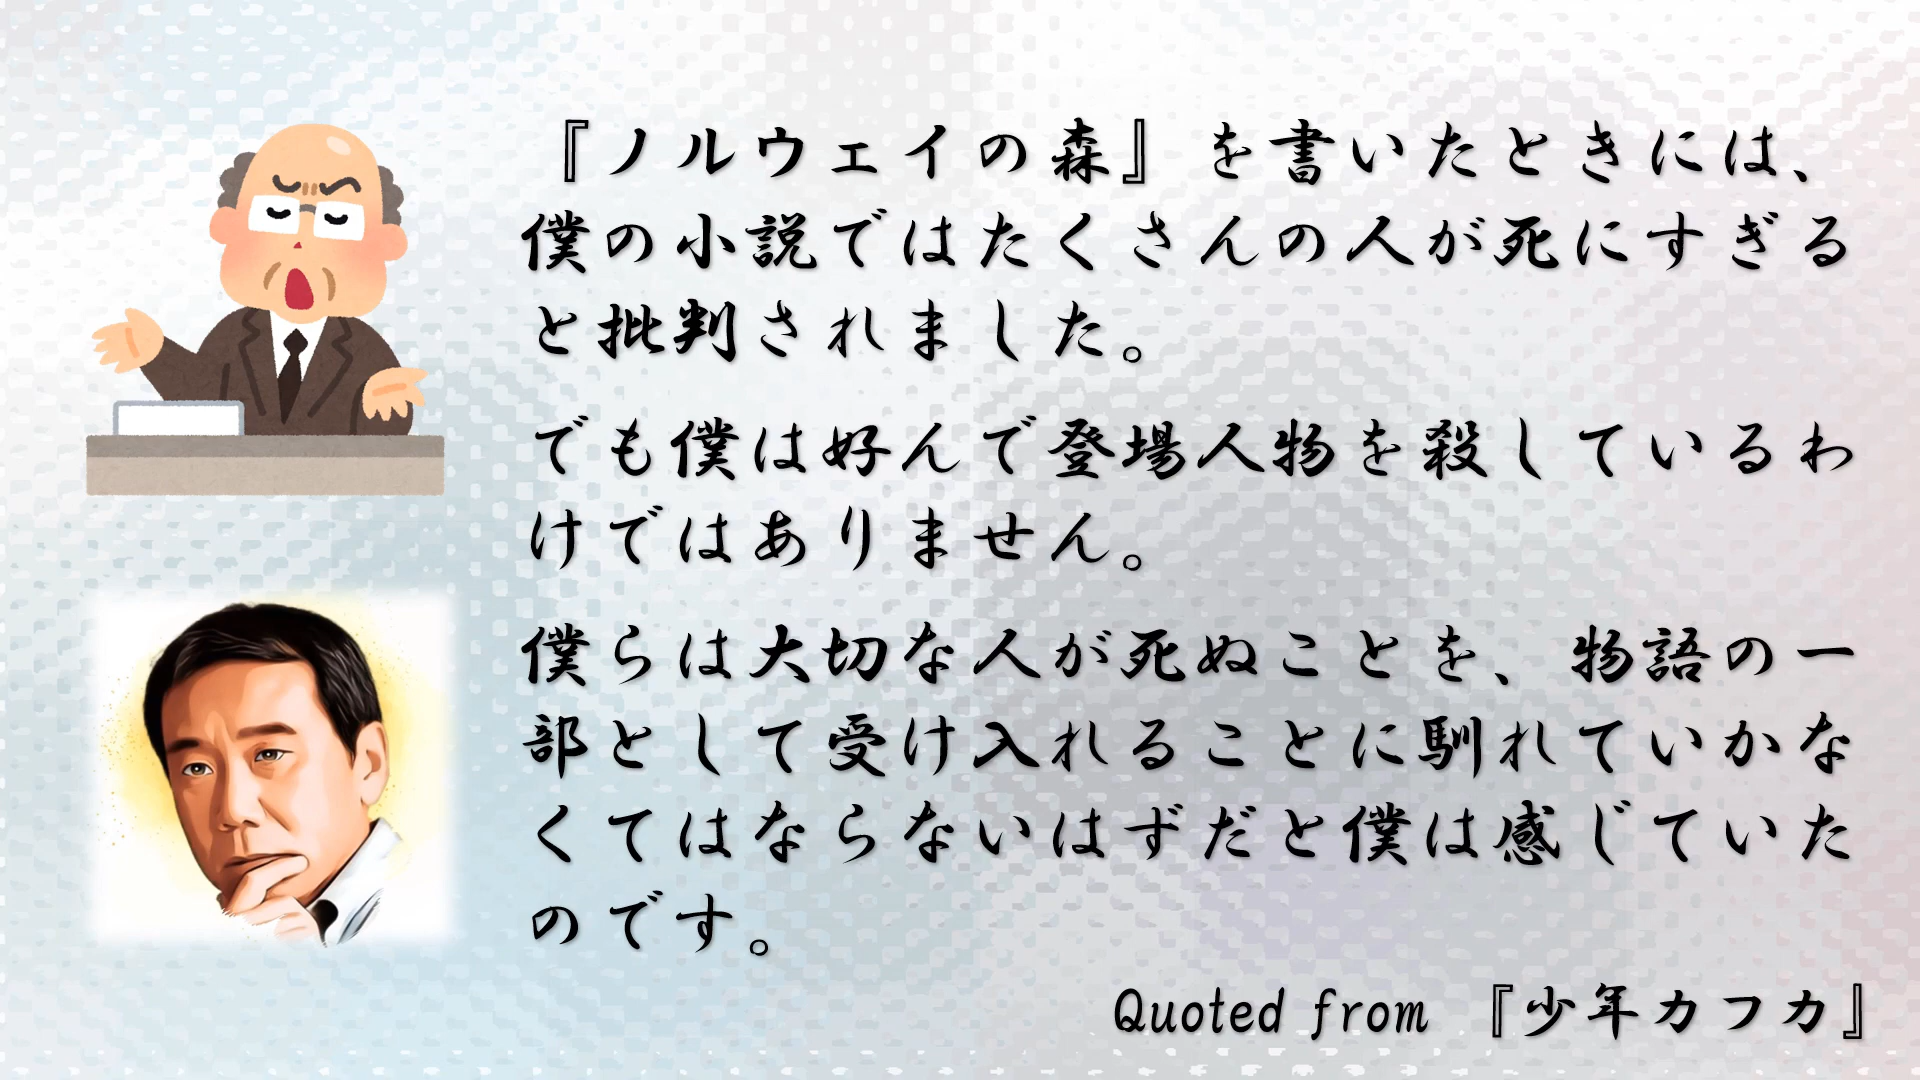 『ノルウェイの森』を書いたときには、
僕の小説ではたくさんの人が死にすぎる
と批判されました。
でも僕は好んで登場人物を殺しているわ
けではありません。
僕らは大切な人が死ぬことを、物語の一
部として受け入れることに馴れていかな
くてはならないはずだと僕は感じていた
のです。
Quoted from 『少年カフカ』